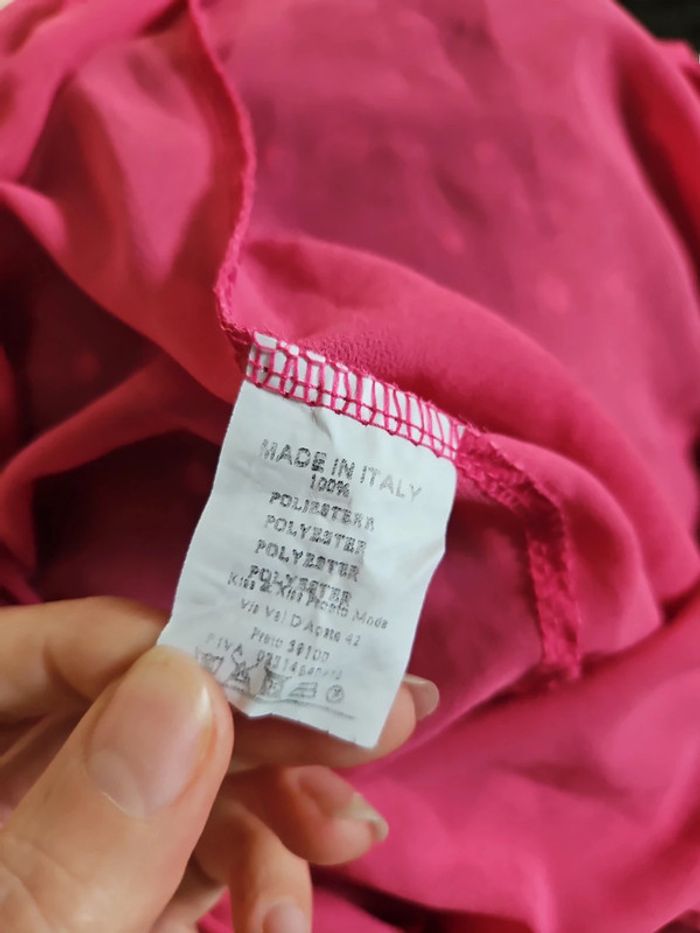 MADE IN ITALY
100%
POLIESTERE
POLYESTER
POLYESTER
POLYESTER
Kiss & Kiss Pronto Moda
Via Val D'Aosta 42
Prato 59100
P.IVA